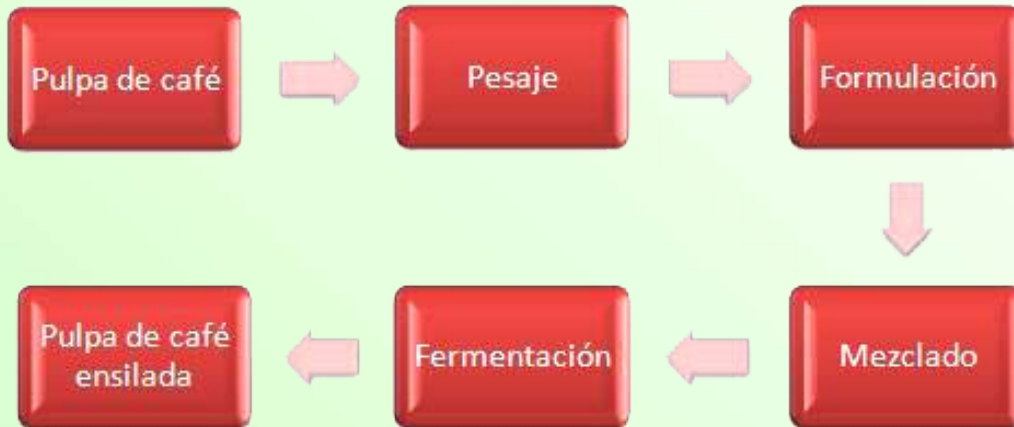 Pulpa de café
Pesaje
Formulación
Mezclado
Fermentación
Pulpa de café
ensilada